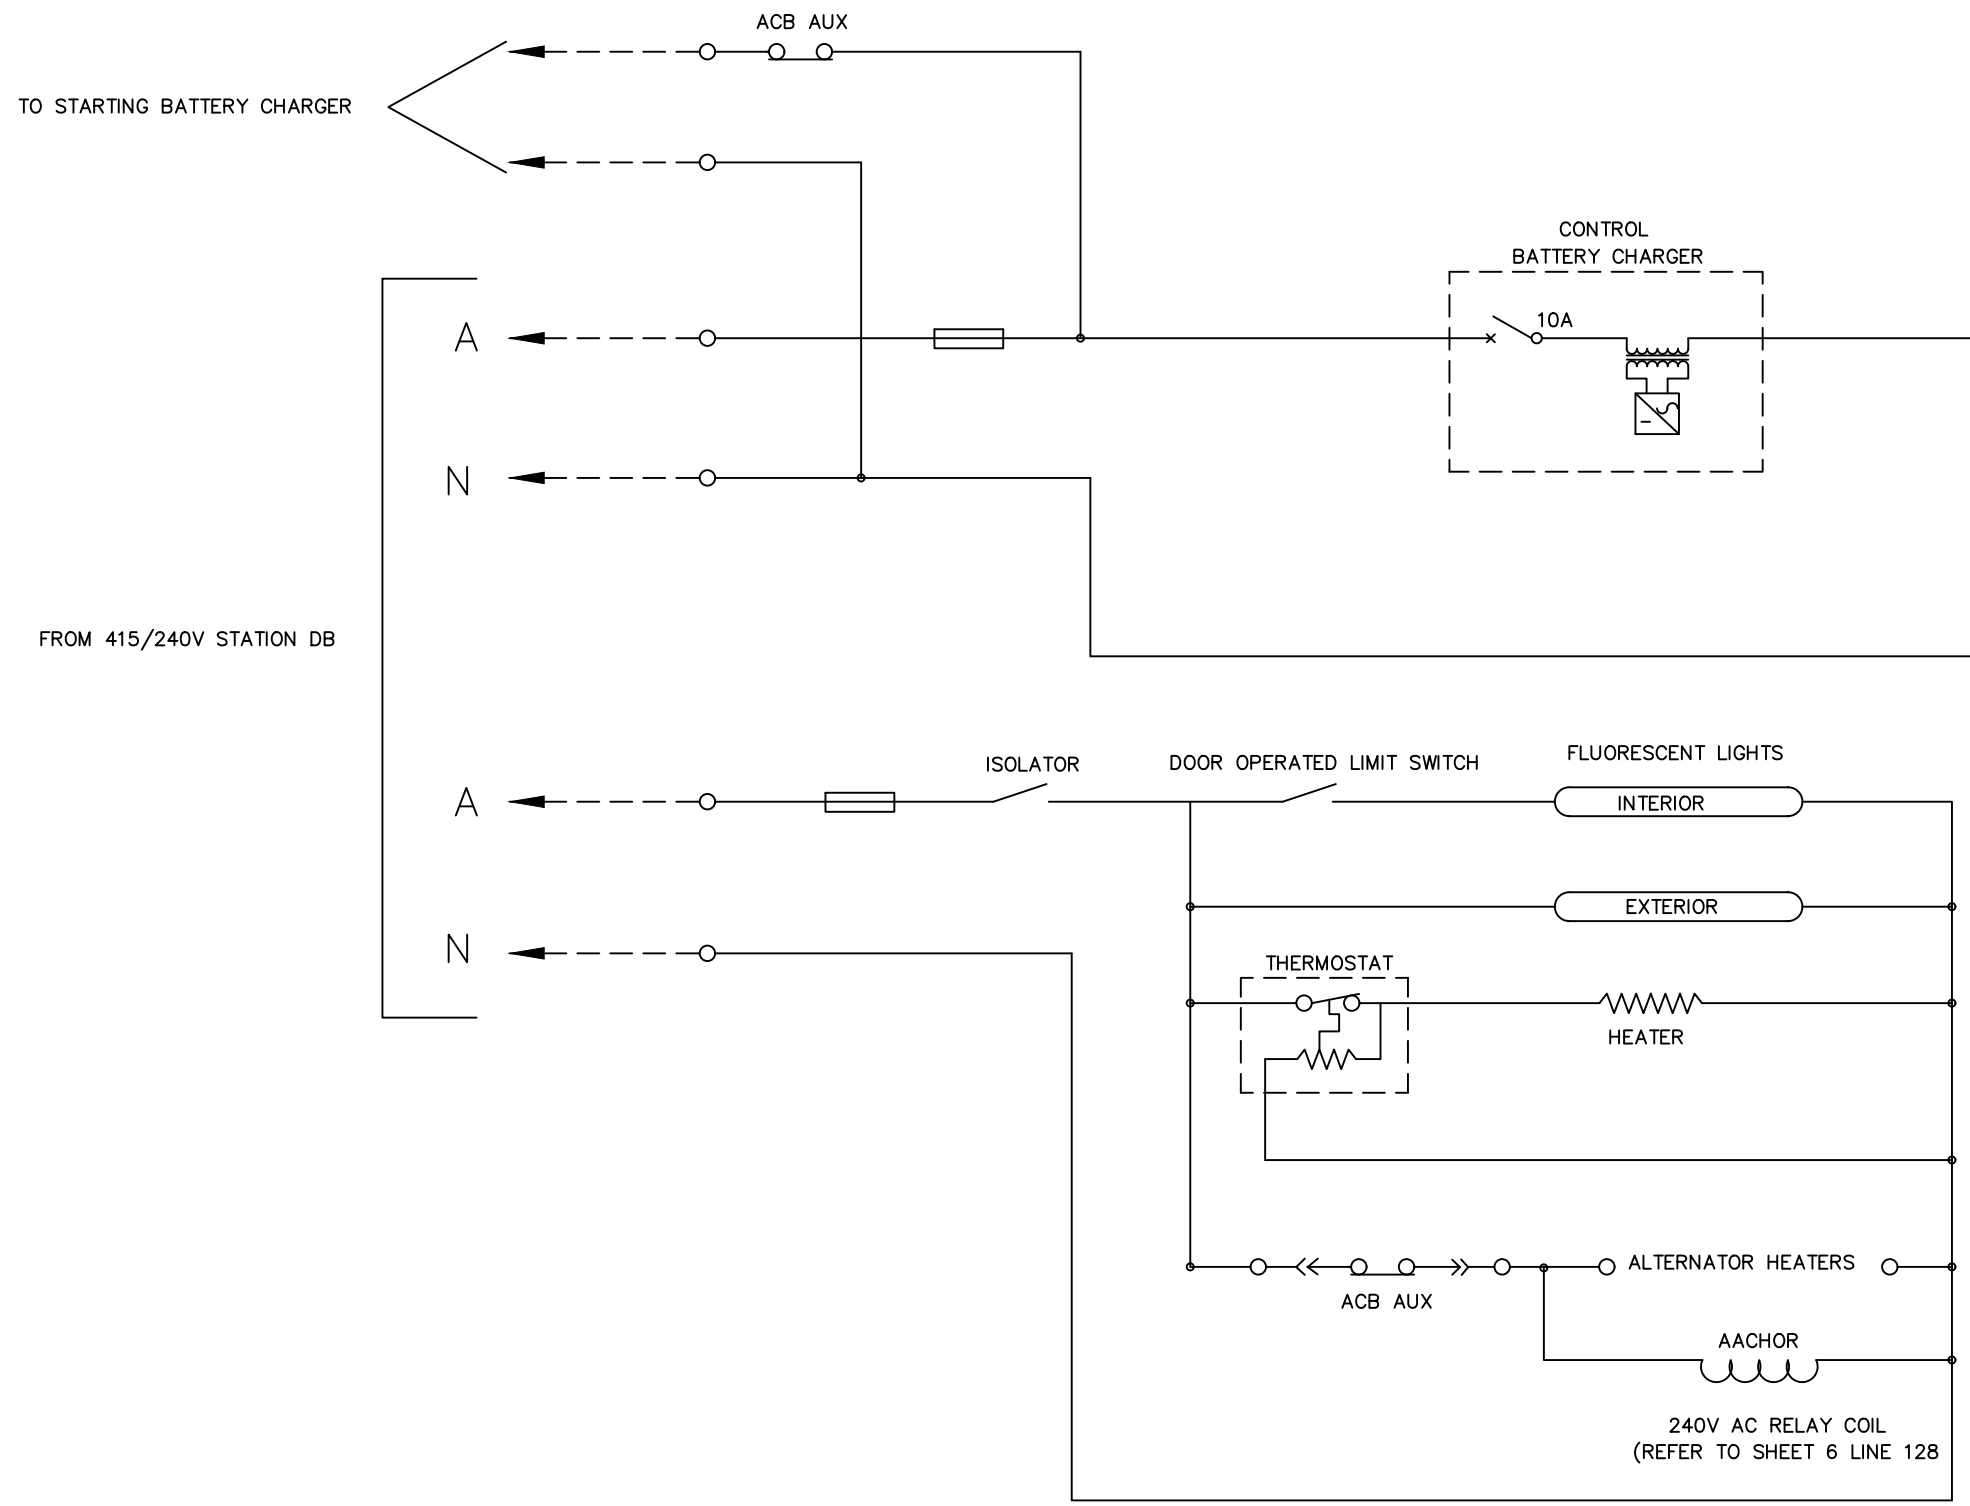 ACB AUX
TO STARTING BATTERY CHARGER
CONTROL
BATTERY CHARGER
10A
A
N
FROM 415/240V STATION DB
A
ISOLATOR
DOOR OPERATED LIMIT SWITCH
FLUORESCENT LIGHTS
INTERIOR
EXTERIOR
N
THERMOSTAT
HEATER
ALTERNATOR HEATERS
ACB AUX
AACHOR
240V AC RELAY COIL
(REFER TO SHEET 6 LINE 128